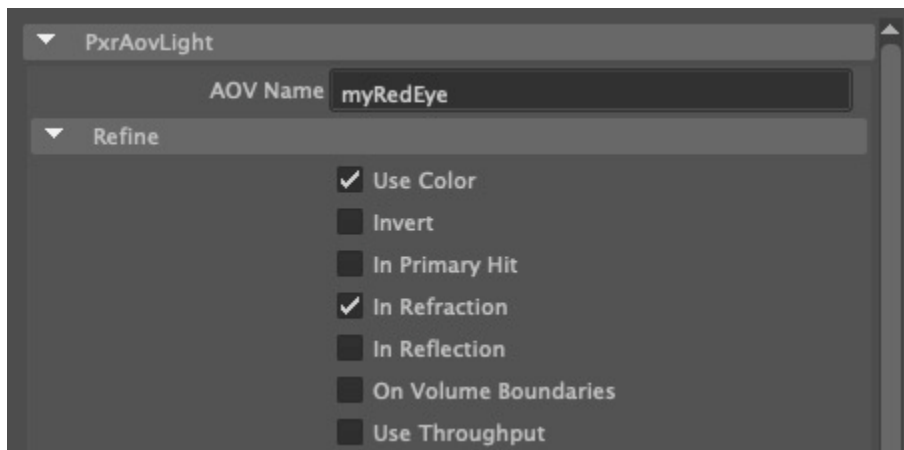 PxrAovLight
AOV Name myRedEye
Refine
Use Color
Invert
In Primary Hit
In Refraction
In Reflection
On Volume Boundaries
Use Throughput